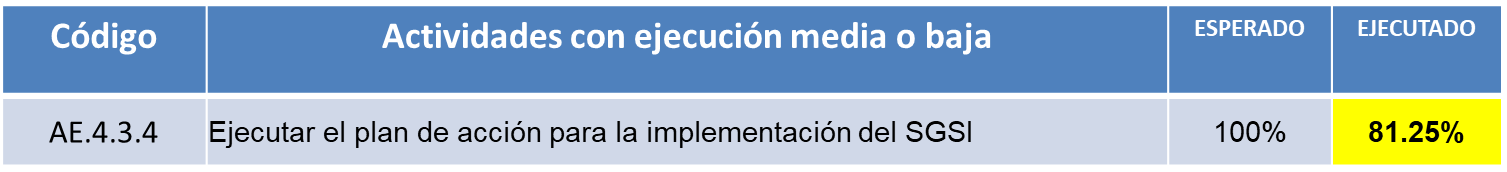 Código Actividades con ejecución media o baja ESPERADO EJECUTADO
AE.4.3.4 Ejecutar el plan de acción para la implementación del SGSI 100% 81.25%